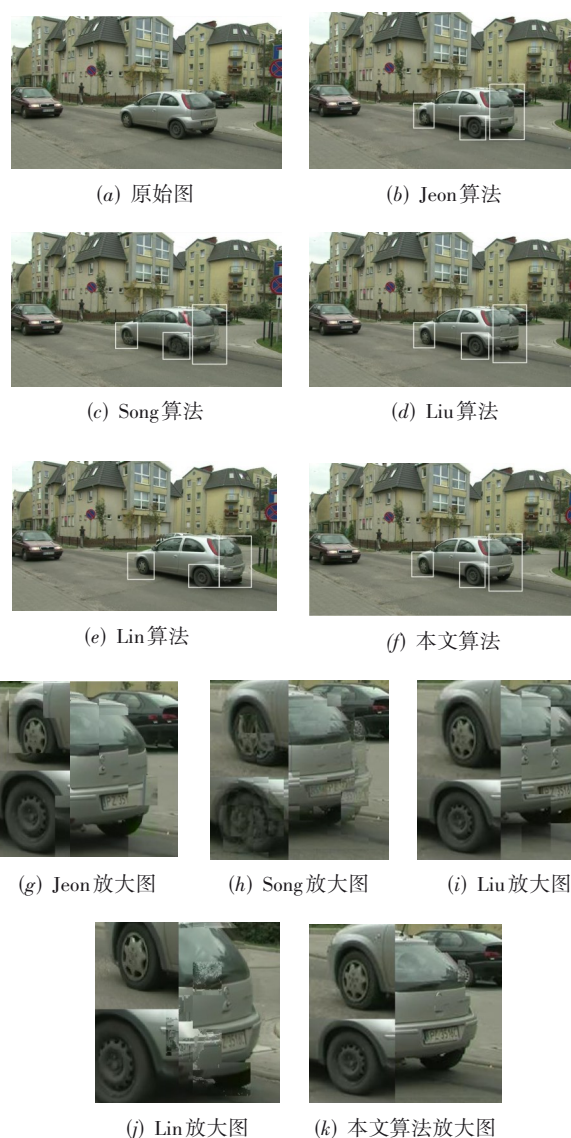 (a) 原始图
(b) Jeon算法
(c) Song算法
(d) Liu算法
(e) Lin算法
(f) 本文算法
(g) Jeon放大图
(h) Song放大图
(i) Liu放大图
(j) Lin放大图
(k) 本文算法放大图